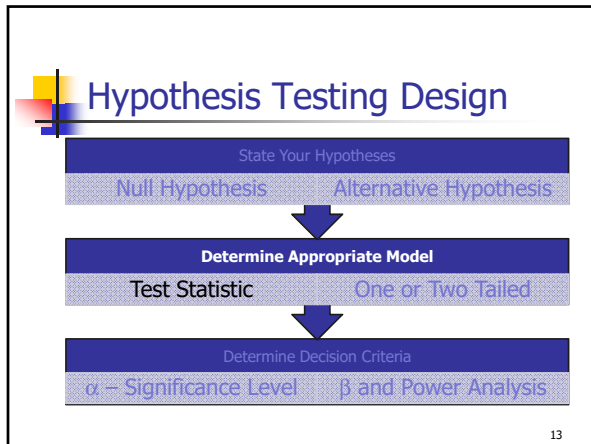 Hypothesis Testing Design
State Your Hypotheses
Null Hypothesis Alternative Hypothesis
Determine Appropriate Model
Test Statistic One or Two Tailed
Determine Decision Criteria
α – Significance Level β and Power Analysis
13